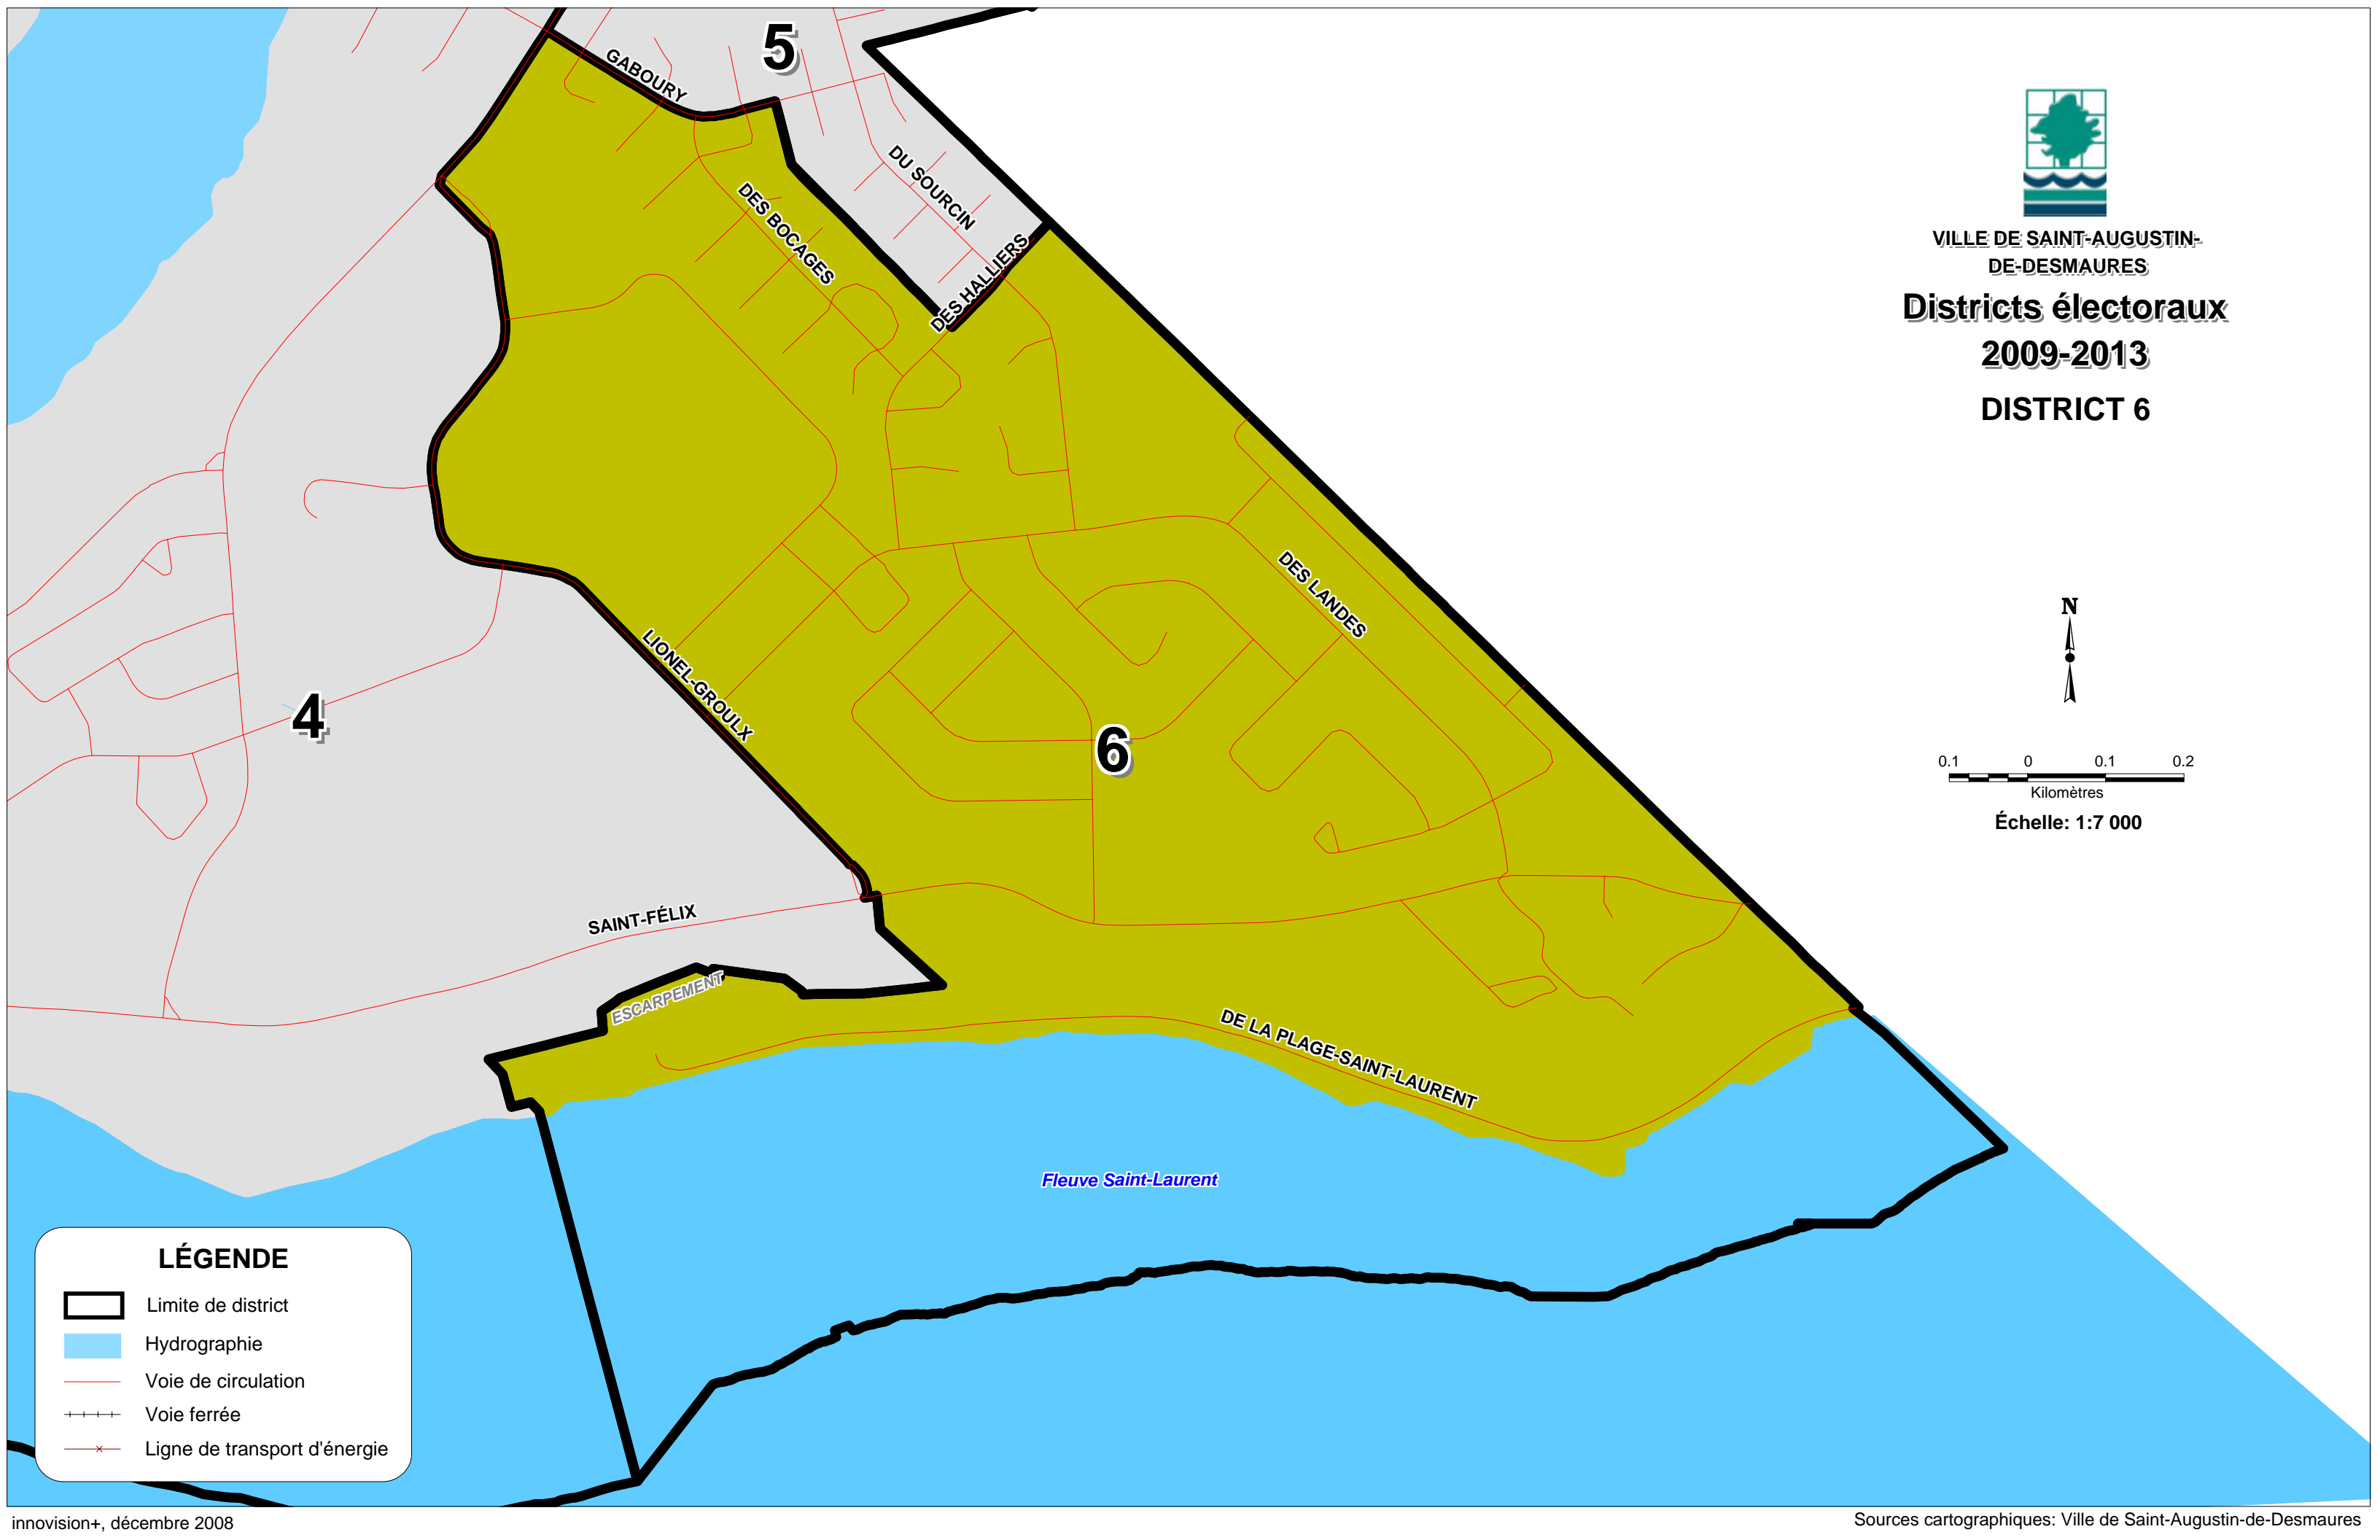 5
GABOURY
DU SOURCIN
DES BOCAGES
DES HALLIERS
VILLE DE SAINT-AUGUSTIN-
DE-DESMAURES
Districts électoraux
2009-2013
DISTRICT 6
DES LANDES
N
LIONEL-GROULX
4
6
0.1 0 0.1 0.2
Kilomètres
Échelle: 1:7 000
SAINT-FÉLIX
ESCARPEMENT
DE LA PLAGE-SAINT-LAURENT
Fleuve Saint-Laurent
LÉGENDE
Limite de district
Hydrographie
Voie de circulation
Voie ferrée
Ligne de transport d'énergie
innovision+, décembre 2008
Sources cartographiques: Ville de Saint-Augustin-de-Desmaures